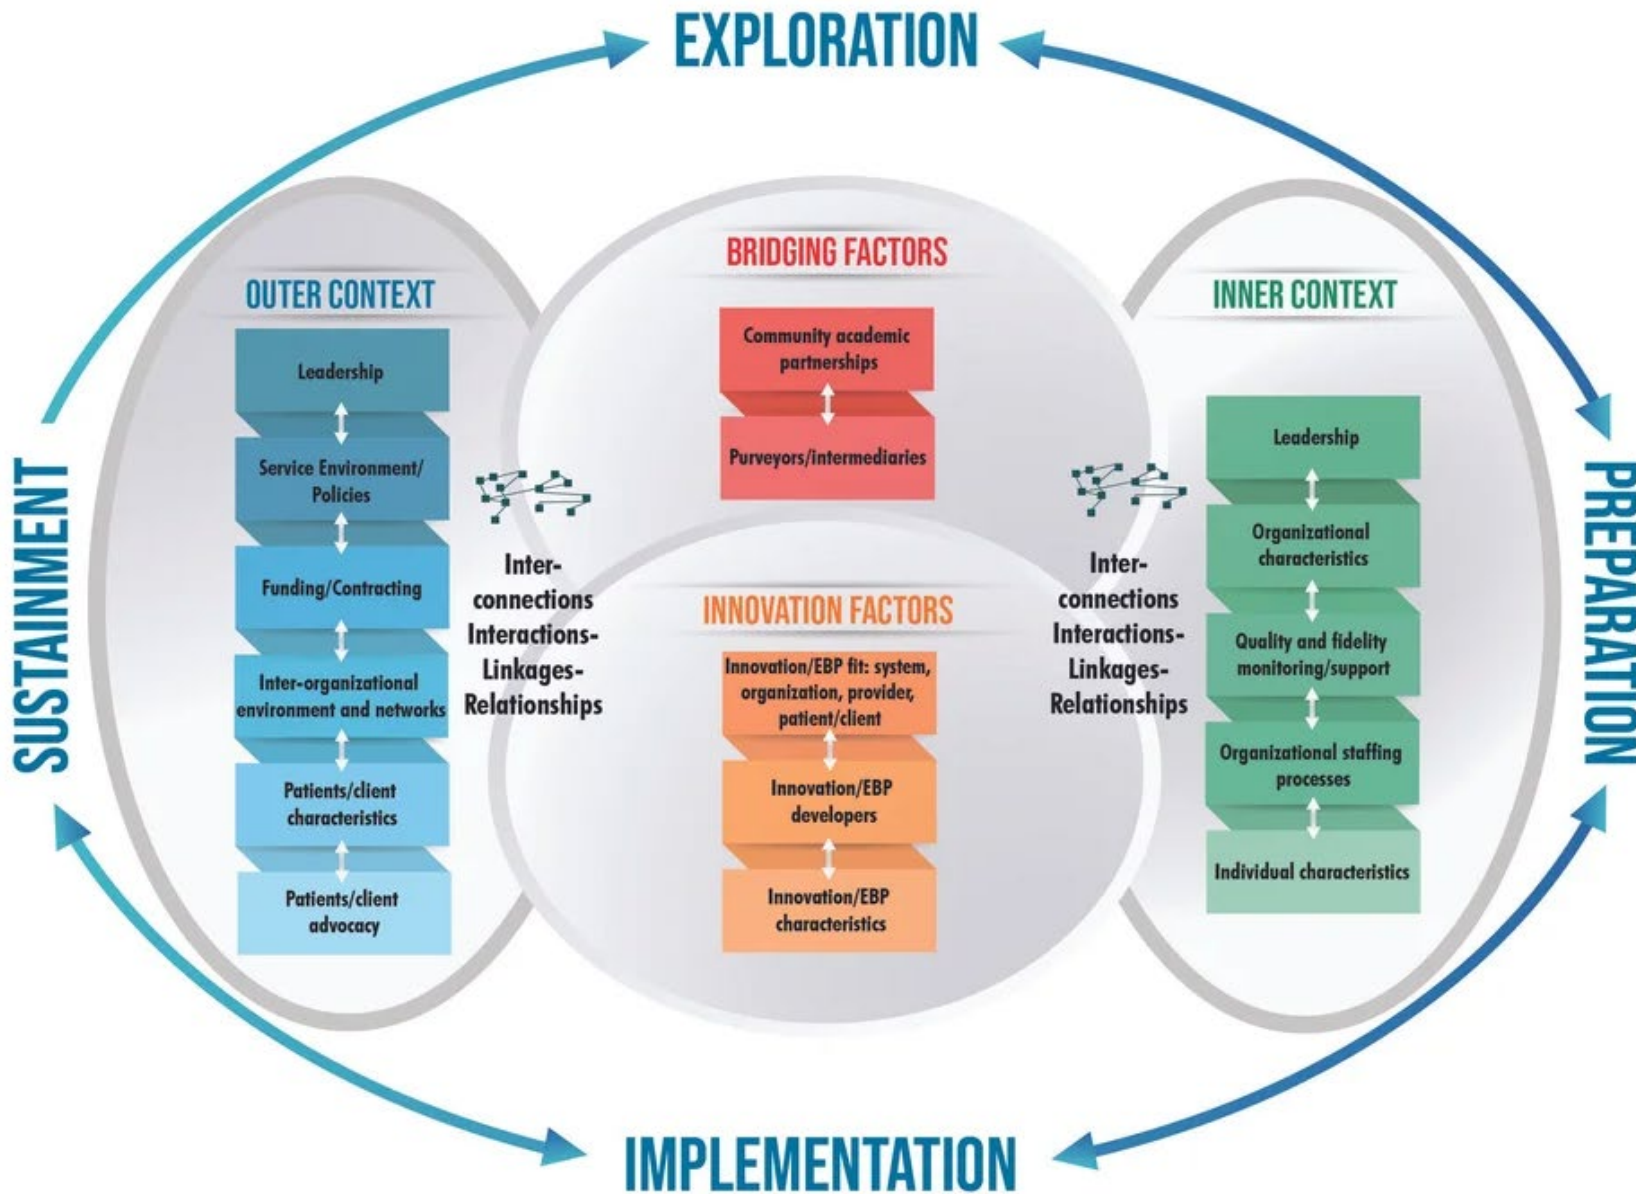 EXPLORATION
SUSTAINMENT
OUTER CONTEXT
Leadership
Service Environment/
Policies
Funding/Contracting
Inter-organizational
environment and networks
Patients/client
characteristics
Patients/client
advocacy
Inter-
connections
Interactions-
Linkages-
Relationships
BRIDGING FACTORS
Community academic
partnerships
Purveyors/intermediaries
INNOVATION FACTORS
Innovation/EBP fit: system,
organization, provider,
patient/client
Innovation/EBP
developers
Innovation/EBP
characteristics
Inter-
connections
Interactions-
Linkages-
Relationships
INNER CONTEXT
Leadership
Organizational
characteristics
Quality and fidelity
monitoring/support
Organizational staffing
processes
Individual characteristics
PREPARATION
IMPLEMENTATION